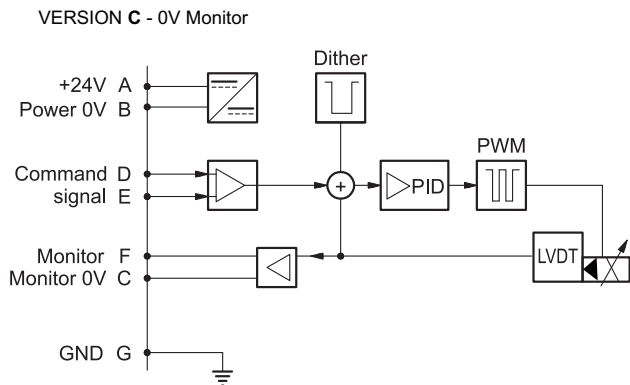 VERSION C - 0V Monitor
Dither
+24V A
Power 0V B
PWM
Command D
signal E
+
PID
Monitor F
Monitor 0V C
LVDT
GND G